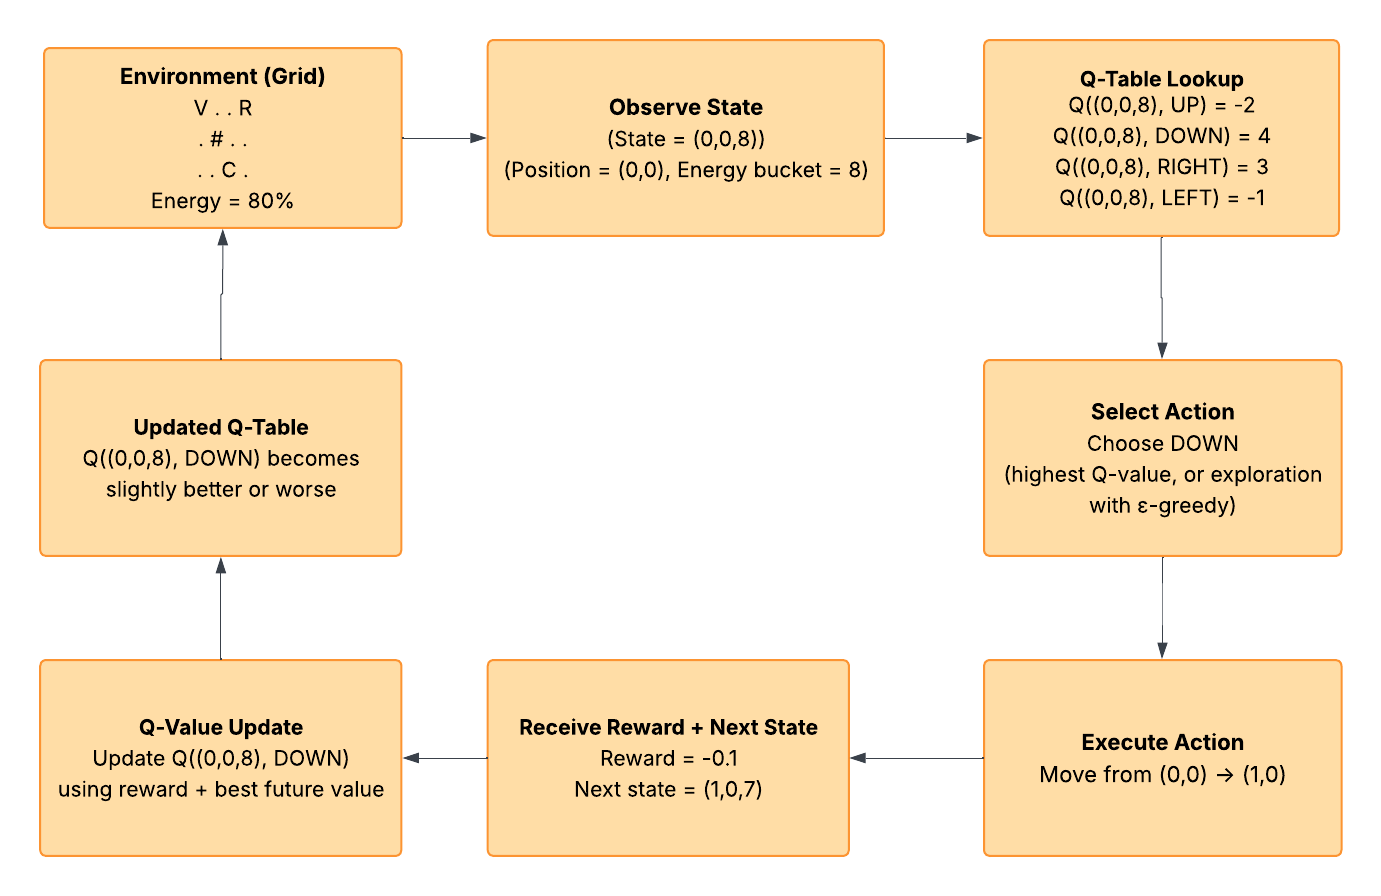 Environment (Grid)
V . . R
. # . .
. . C .
Energy = 80%
Observe State
(State = (0,0,8))
(Position = (0,0), Energy bucket = 8)
Q-Table Lookup
Q((0,0,8), UP) = -2
Q((0,0,8), DOWN) = 4
Q((0,0,8), RIGHT) = 3
Q((0,0,8), LEFT) = -1
Select Action
Choose DOWN
(highest Q-value, or exploration
with ε-greedy)
Execute Action
Move from (0,0) → (1,0)
Receive Reward + Next State
Reward = -0.1
Next state = (1,0,7)
Q-Value Update
Update Q((0,0,8), DOWN)
using reward + best future value
Updated Q-Table
Q((0,0,8), DOWN) becomes
slightly better or worse